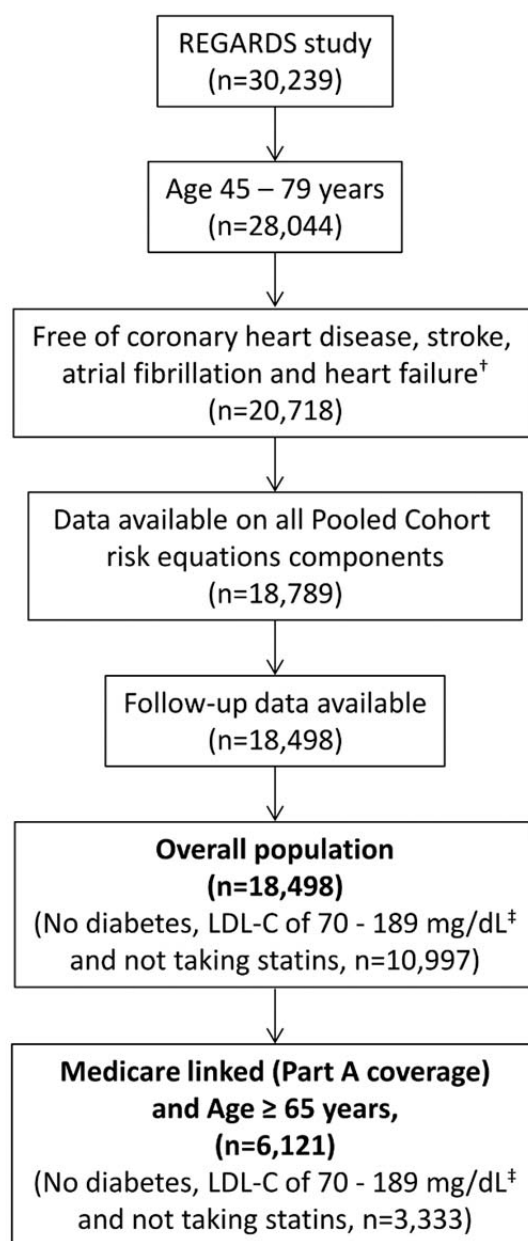 REGARDS study
(n=30,239)
Age 45 – 79 years
(n=28,044)
Free of coronary heart disease, stroke,
atrial fibrillation and heart failure†
(n=20,718)
Data available on all Pooled Cohort
risk equations components
(n=18,789)
Follow-up data available
(n=18,498)
Overall population
(n=18,498)
(No diabetes, LDL-C of 70 - 189 mg/dL‡
and not taking statins, n=10,997)
Medicare linked (Part A coverage)
and Age ≥ 65 years,
(n=6,121)
(No diabetes, LDL-C of 70 - 189 mg/dL‡
and not taking statins, n=3,333)